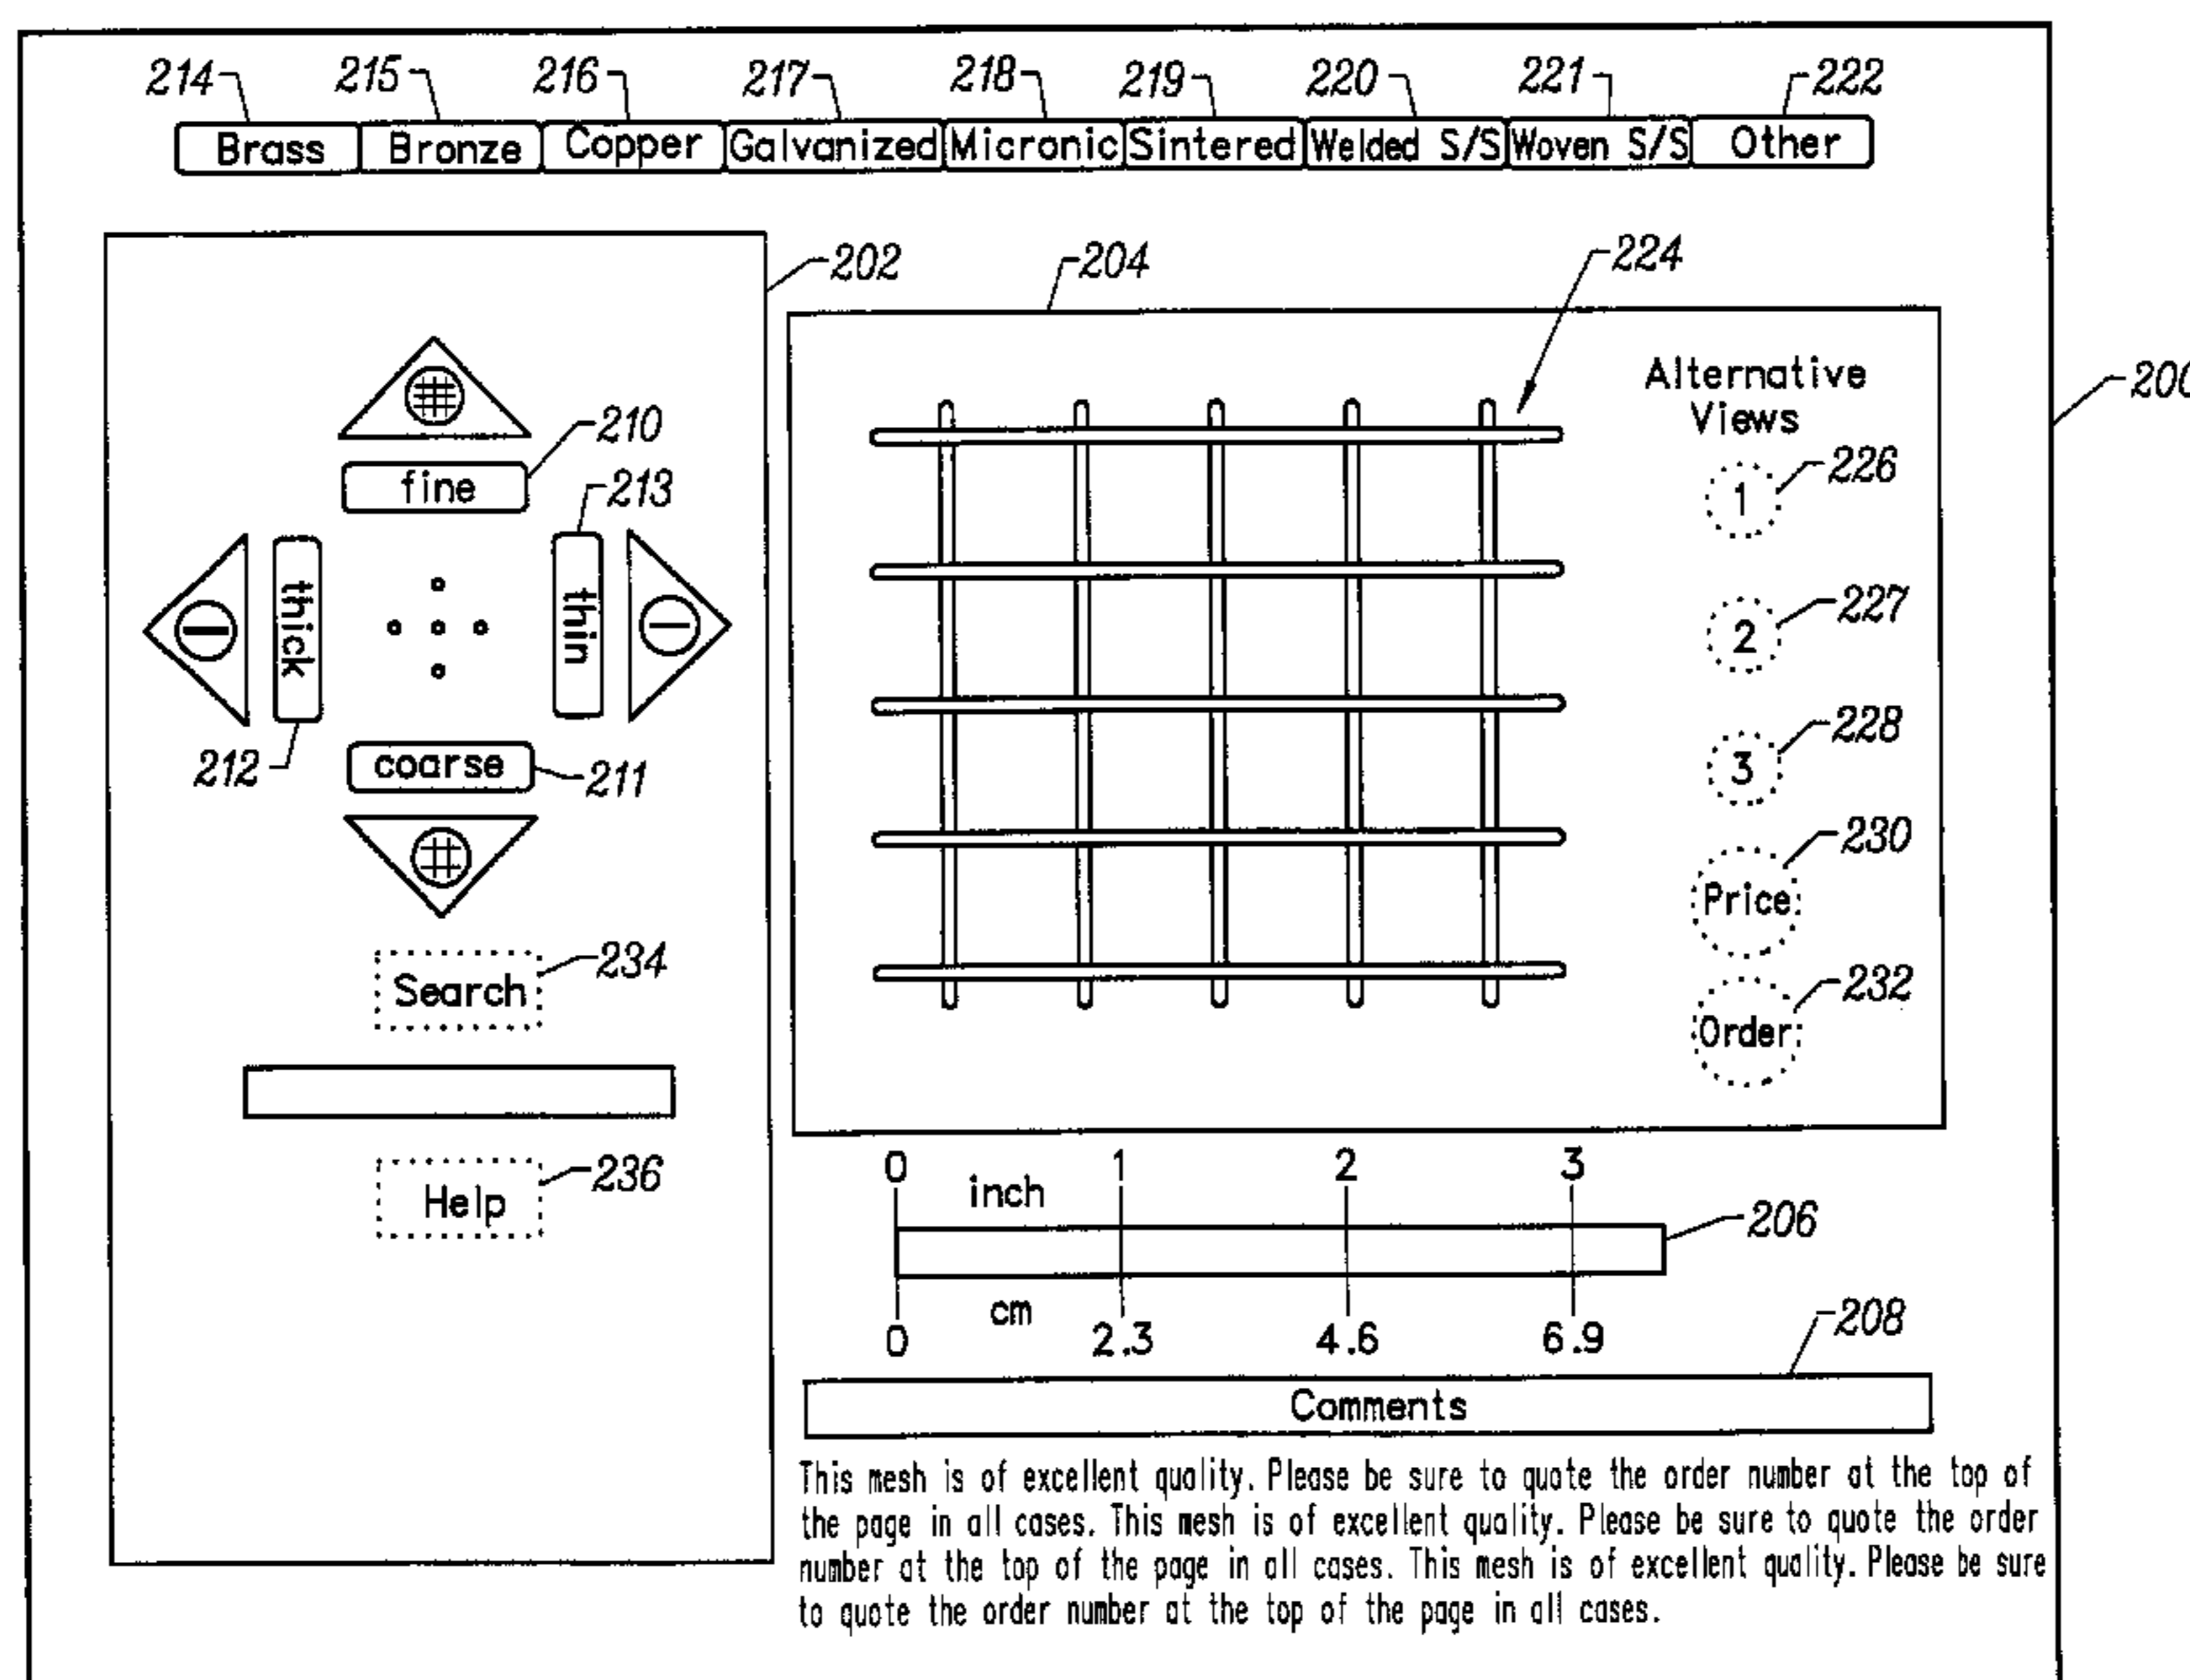 214 215 216 217 218 219 220 221 222
Brass Bronze Copper Galvanized Micronic Sintered Welded S/S Woven S/S Other
202
204
224
200
210
fine
213
thick
thin
212
coarse
211
234
Search
236
Help
Alternative
Views
226
1
227
2
228
3
230
Price
232
Order
0 1 2 3
inch
206
cm
0 2.3 4.6 6.9
208
Comments
This mesh is of excellent quality. Please be sure to quote the order number at the top of
the page in all cases. This mesh is of excellent quality. Please be sure to quote the order
number at the top of the page in all cases. This mesh is of excellent quality. Please be sure
to quote the order number at the top of the page in all cases.